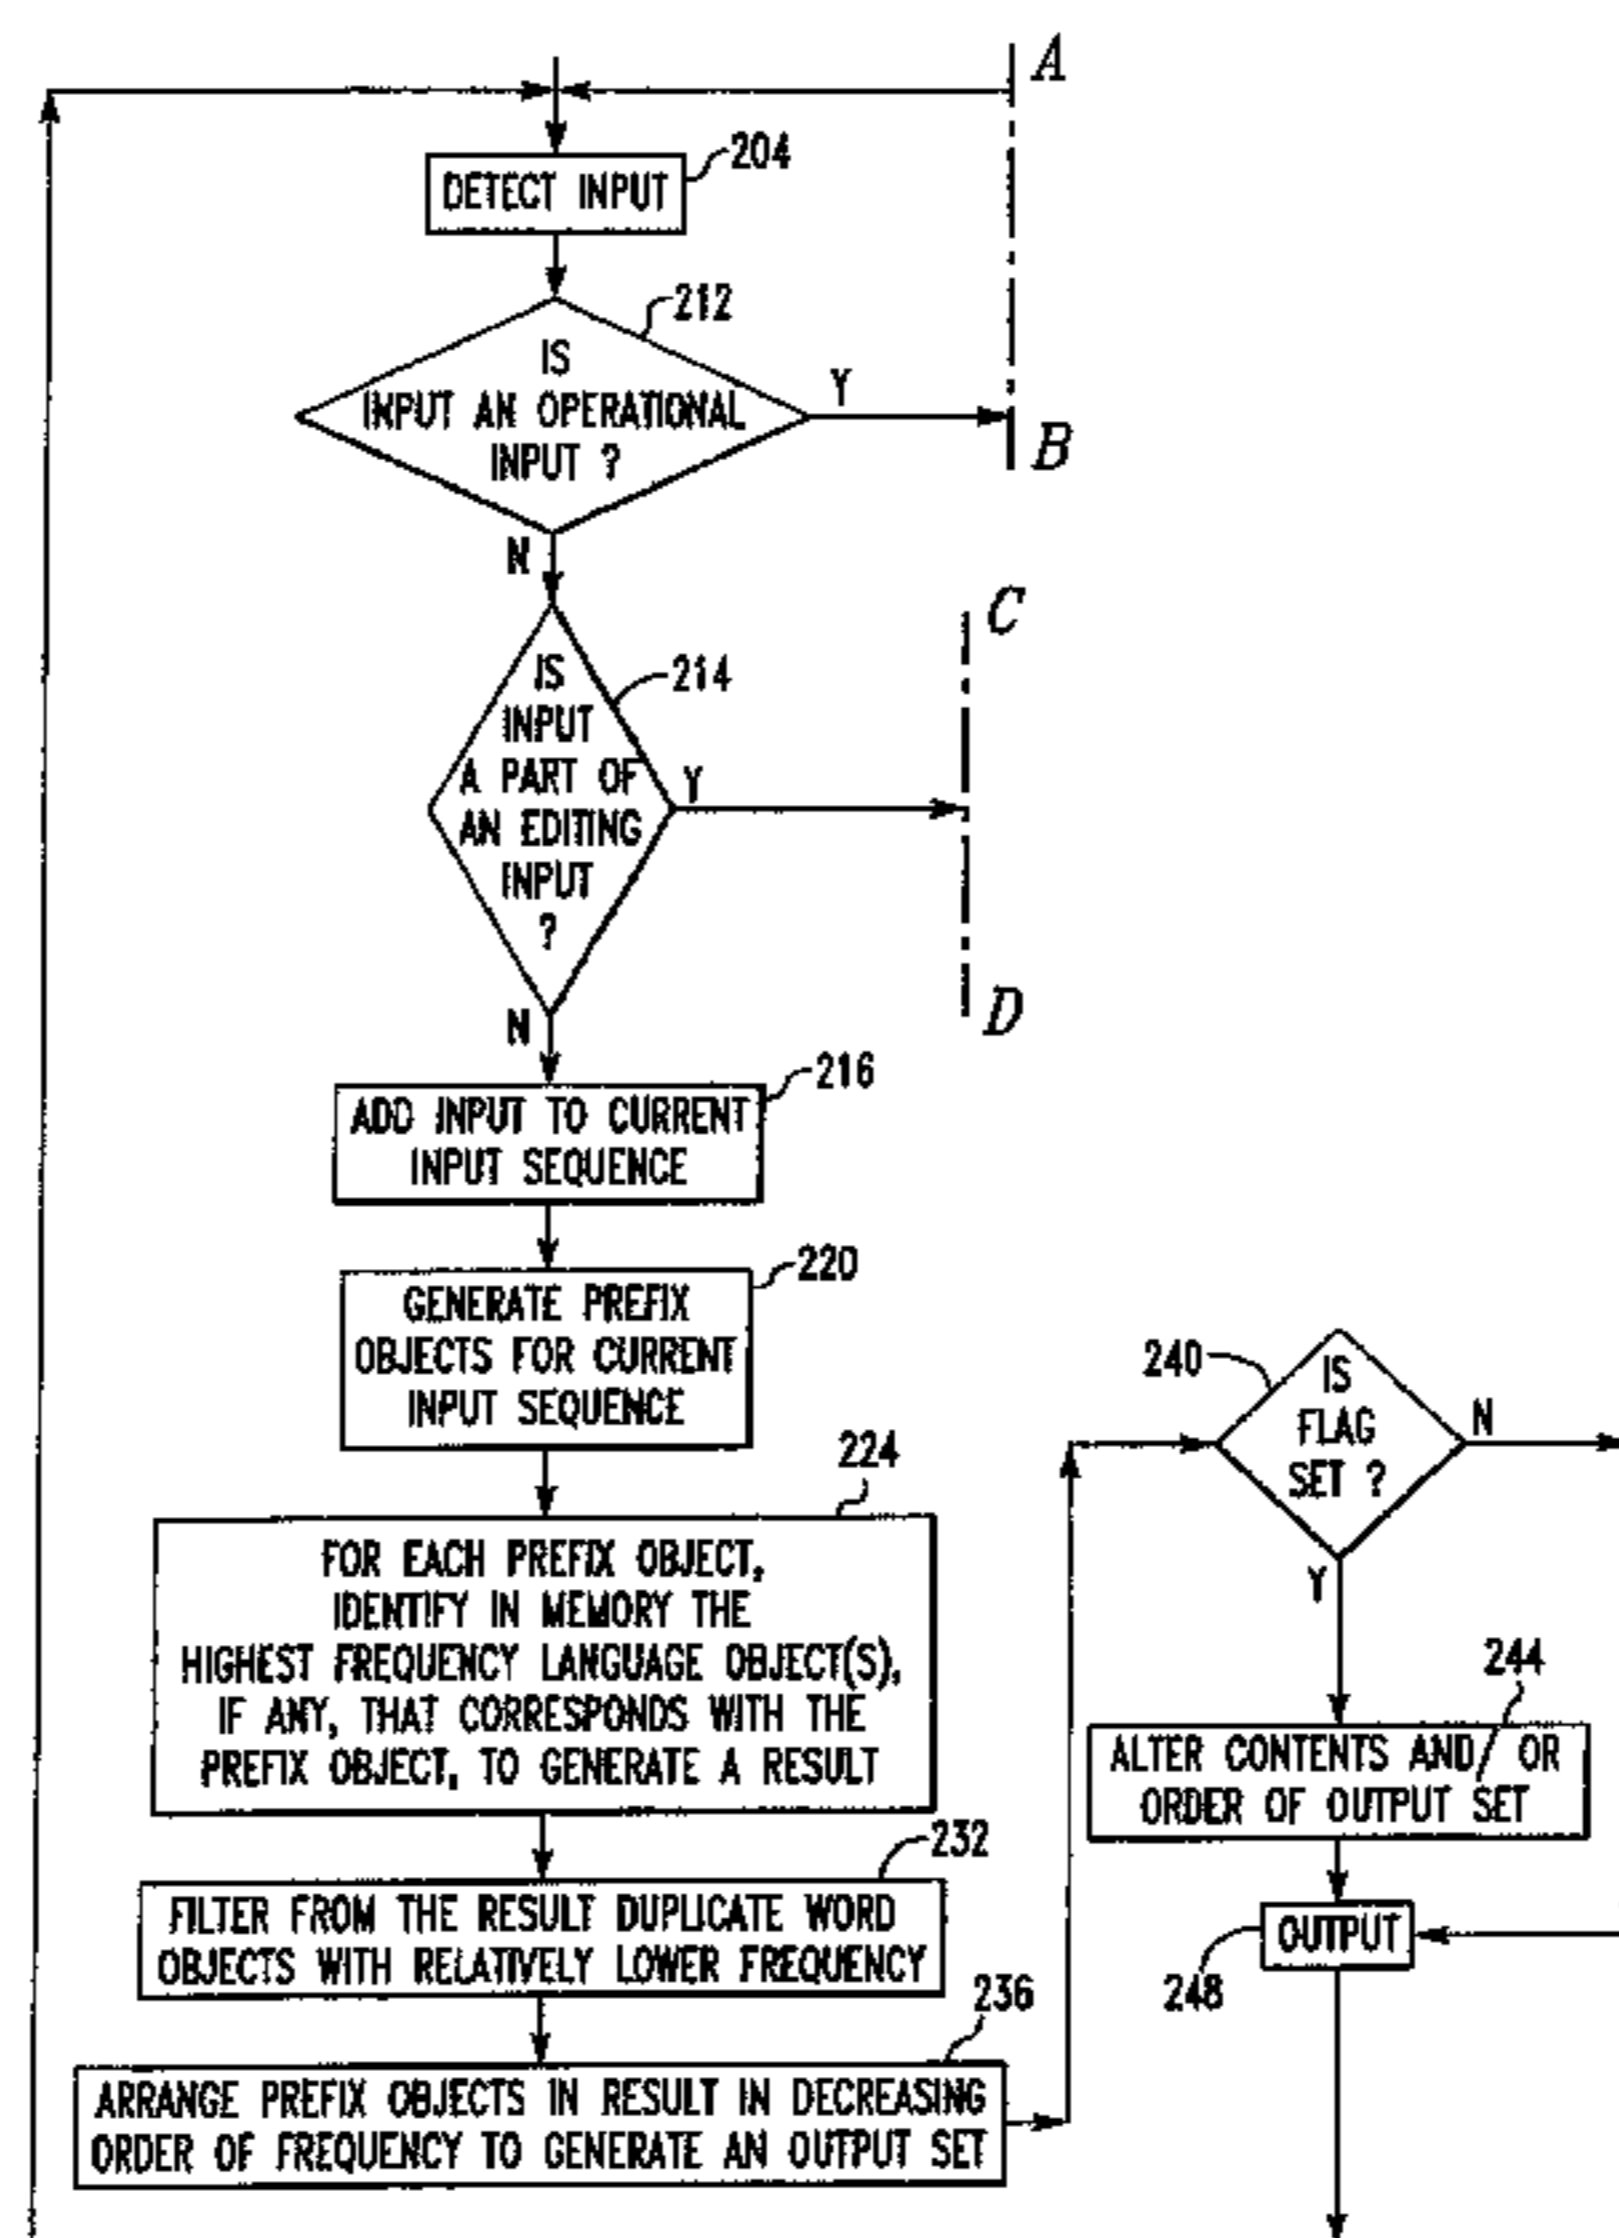 A
204
DETECT INPUT
212
IS
INPUT AN OPERATIONAL
INPUT ?
Y
B
N
C
214
IS
INPUT
A PART OF
AN EDITING
INPUT
?
Y
D
N
216
ADD INPUT TO CURRENT
INPUT SEQUENCE
220
GENERATE PREFIX
OBJECTS FOR CURRENT
INPUT SEQUENCE
224
FOR EACH PREFIX OBJECT,
IDENTIFY IN MEMORY THE
HIGHEST FREQUENCY LANGUAGE OBJECT(S),
IF ANY, THAT CORRESPONDS WITH THE
PREFIX OBJECT, TO GENERATE A RESULT
232
FILTER FROM THE RESULT DUPLICATE WORD
OBJECTS WITH RELATIVELY LOWER FREQUENCY
236
ARRANGE PREFIX OBJECTS IN RESULT IN DECREASING
ORDER OF FREQUENCY TO GENERATE AN OUTPUT SET
240
IS
FLAG
SET ?
N
Y
244
ALTER CONTENTS AND/OR
ORDER OF OUTPUT SET
OUTPUT
248